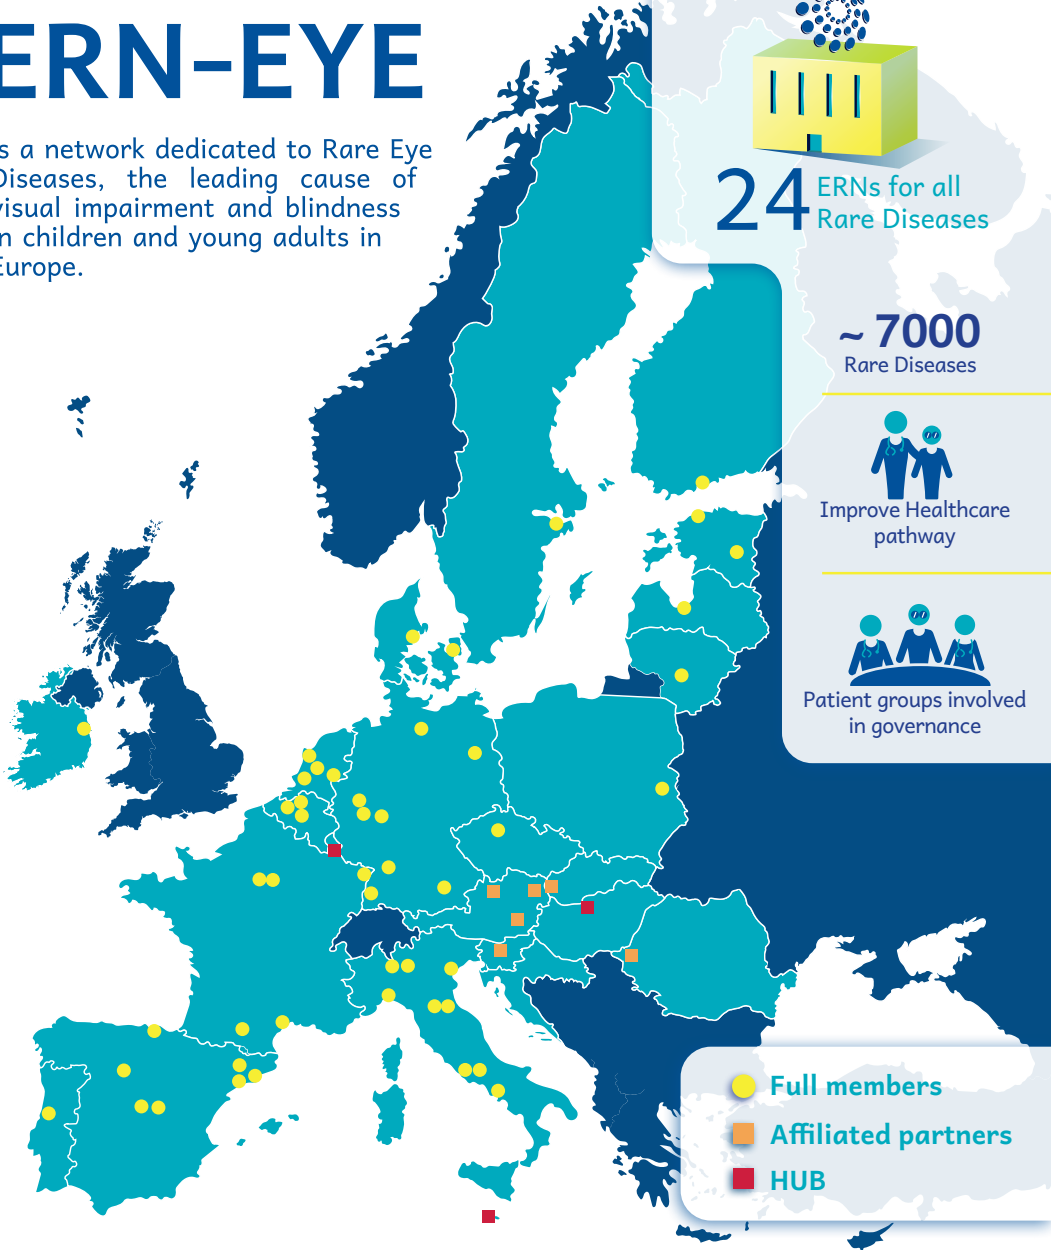 ERN-EYE
s a network dedicated to Rare Eye
Diseases, the leading cause of
visual impairment and blindness
n children and young adults in
Europe.
24 ERNs for all
Rare Diseases
~ 7000
Rare Diseases
Improve Healthcare
pathway
Patient groups involved
in governance
Full members
Affiliated partners
HUB